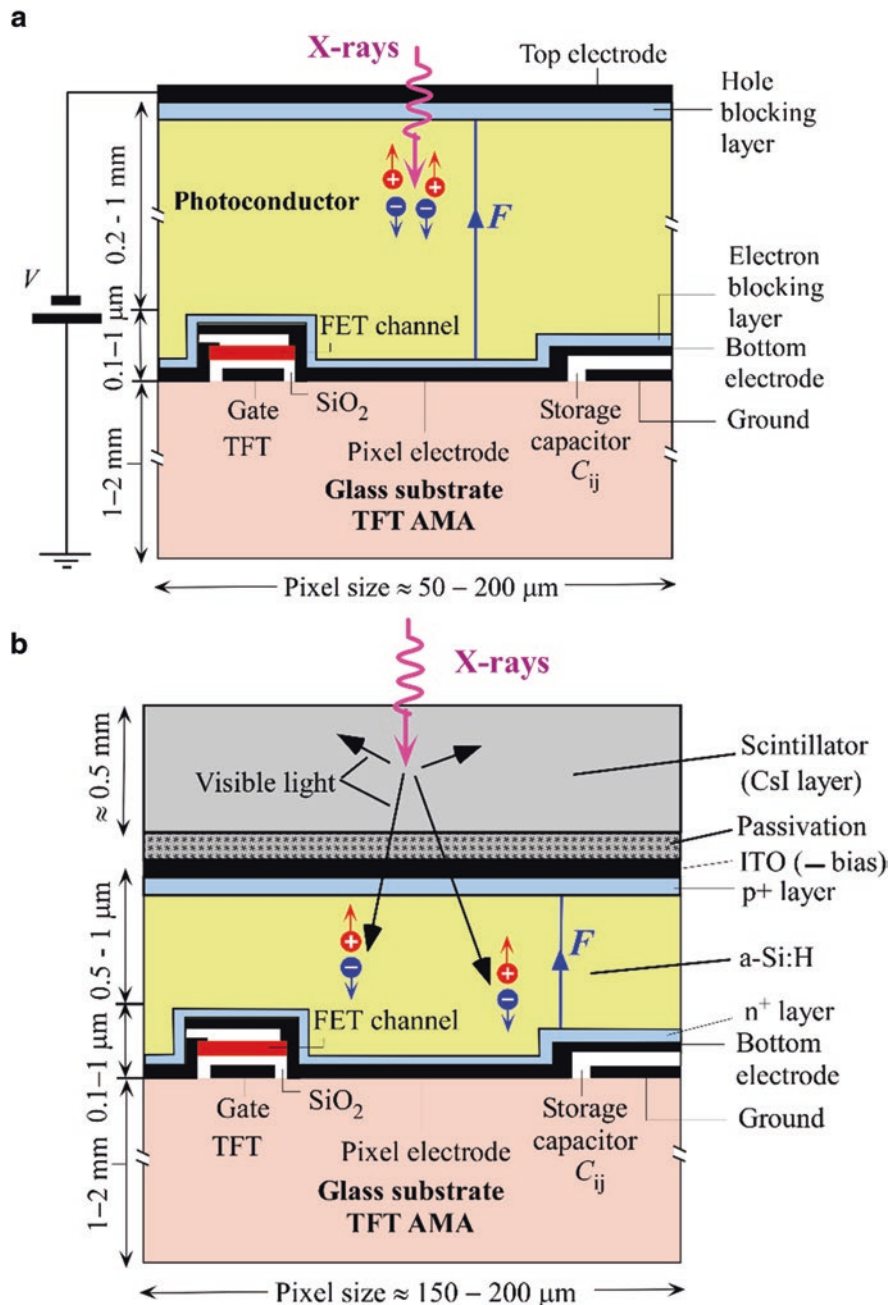 a
X-rays
Top electrode
Hole
blocking
layer
0.2 - 1 mm
Photoconductor
+
+
−
−
F
V
Electron
blocking
layer
0.1–1 μm
FET channel
Bottom
electrode
Gate
SiO2
Storage
capacitor
Cij
Ground
TFT
Pixel electrode
1–2 mm
Glass substrate
TFT AMA
Pixel size ≈ 50 – 200 μm
b
X-rays
≈ 0.5 mm
Visible light
Scintillator
(CsI layer)
Passivation
ITO (– bias)
p+ layer
0.5 - 1 μm
+
−
+
−
F
a-Si:H
n+ layer
0.1–1 μm
FET channel
Bottom
electrode
Gate
SiO2
Storage
capacitor
Cij
Ground
TFT
Pixel electrode
1–2 mm
Glass substrate
TFT AMA
Pixel size ≈ 150 – 200 μm